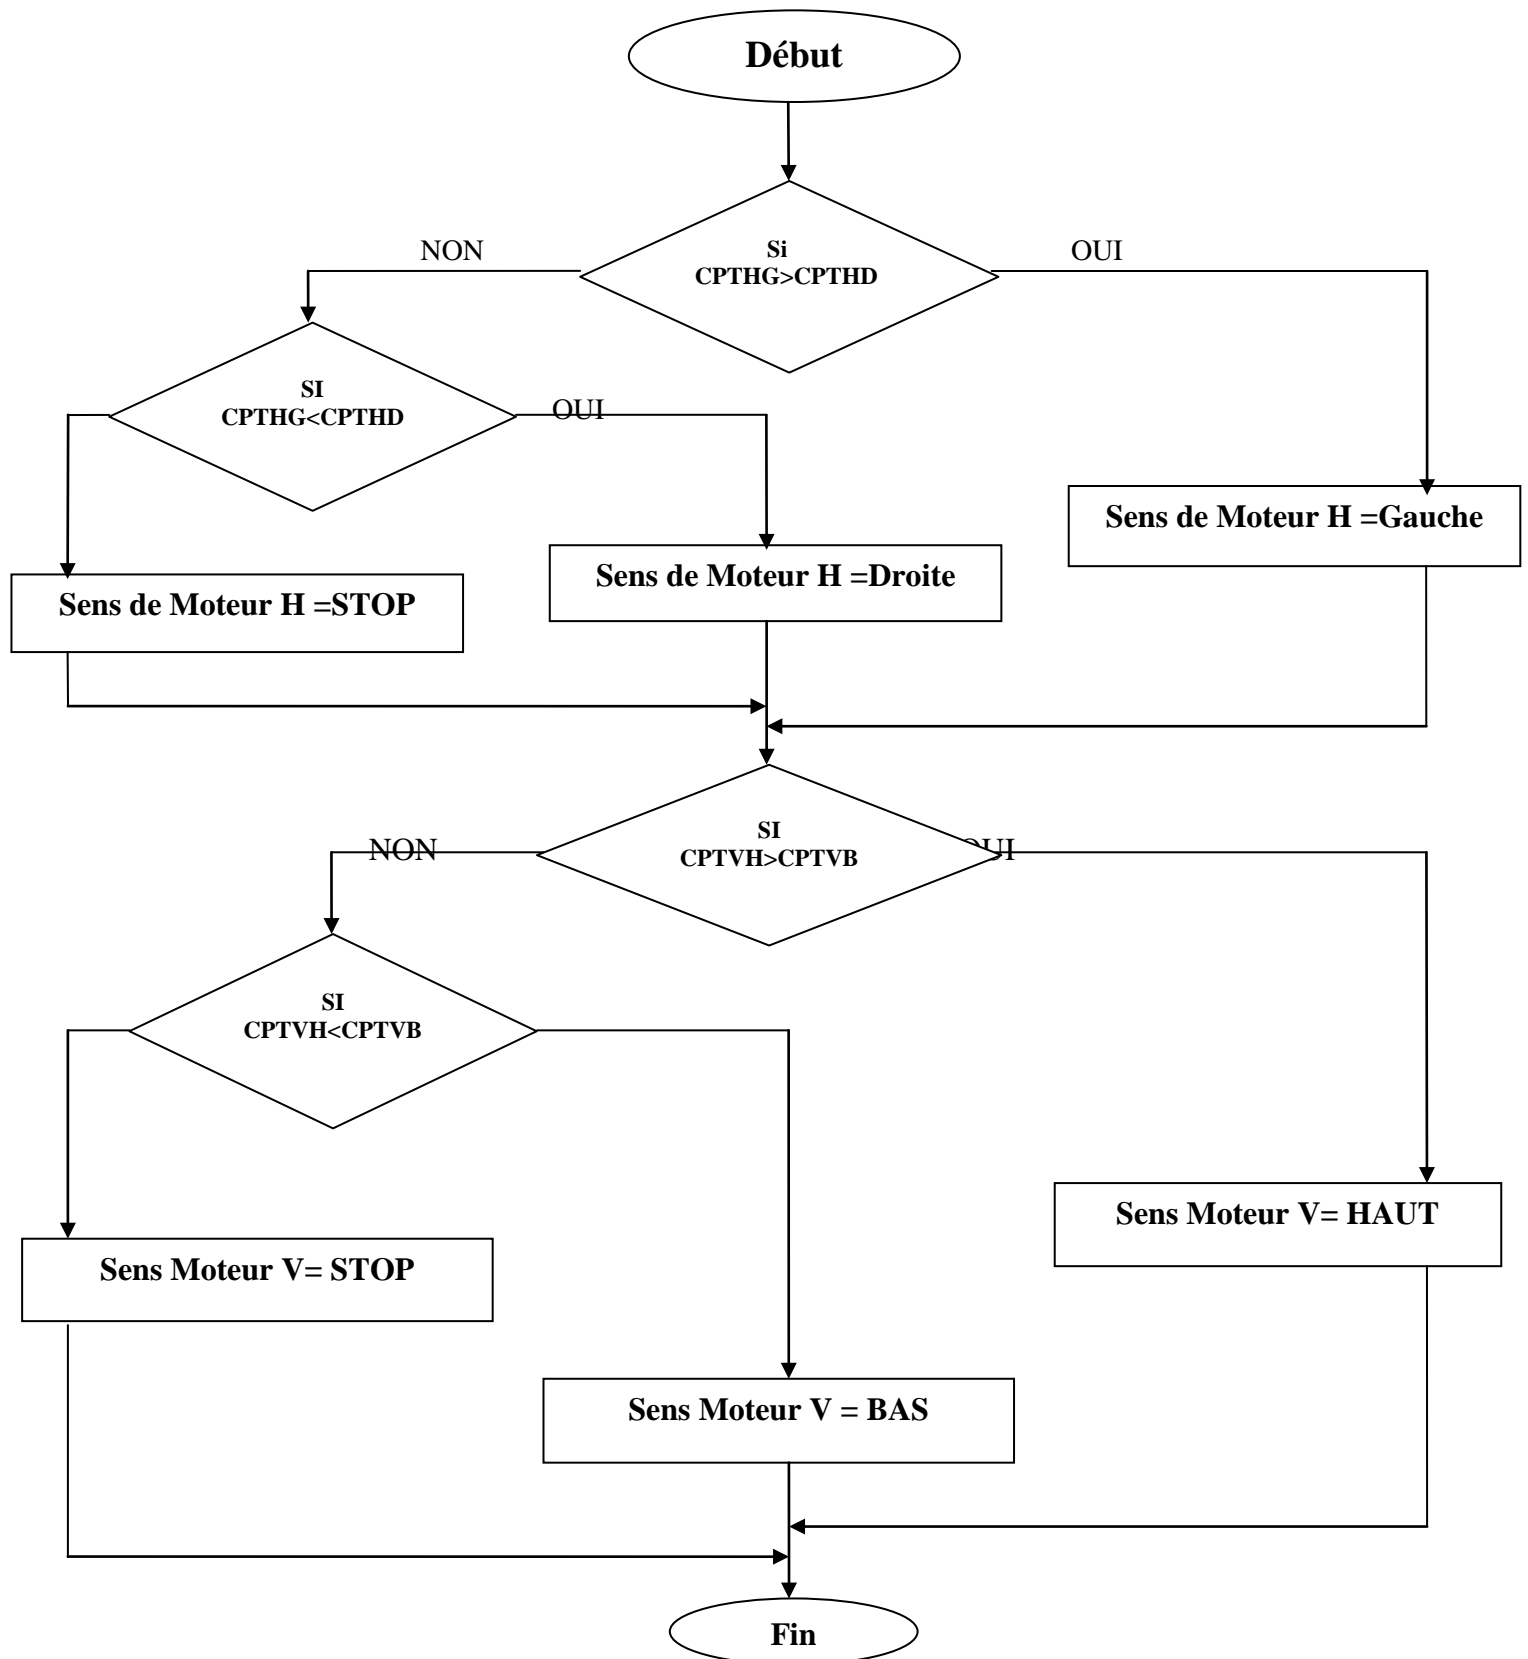 Début
NON
Si
CPTHG>CPTHD
OUI
SI
CPTHG<CPTHD
OUI
Sens de Moteur H =Gauche
Sens de Moteur H =Droite
Sens de Moteur H =STOP
NON
SI
CPTVH>CPTVB
OUI
SI
CPTVH<CPTVB
Sens Moteur V= HAUT
Sens Moteur V= STOP
Sens Moteur V = BAS
Fin